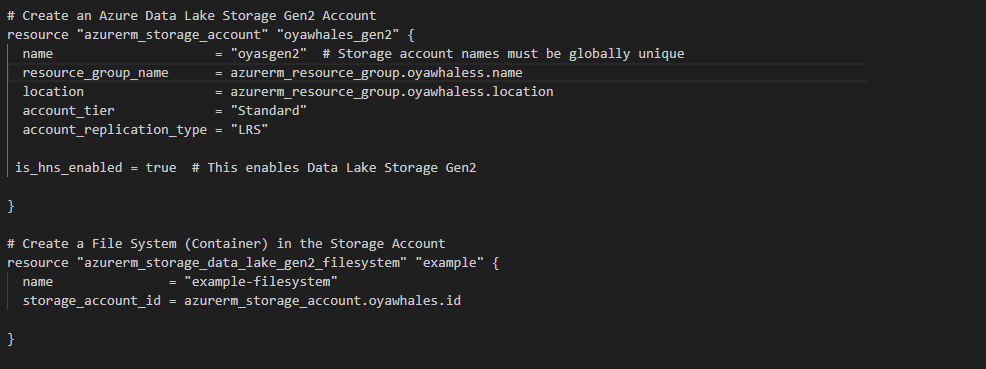 # Create an Azure Data Lake Storage Gen2 Account
resource "azurerm_storage_account" "oyawhales_gen2" {
name = "oyasgen2" # Storage account names must be globally unique
resource_group_name = azurerm_resource_group.oyawhaless.name
location = azurerm_resource_group.oyawhaless.location
account_tier = "Standard"
account_replication_type = "LRS"
is_hns_enabled = true # This enables Data Lake Storage Gen2
}
# Create a File System (Container) in the Storage Account
resource "azurerm_storage_data_lake_gen2_filesystem" "example" {
name = "example-filesystem"
storage_account_id = azurerm_storage_account.oyawhales.id
}